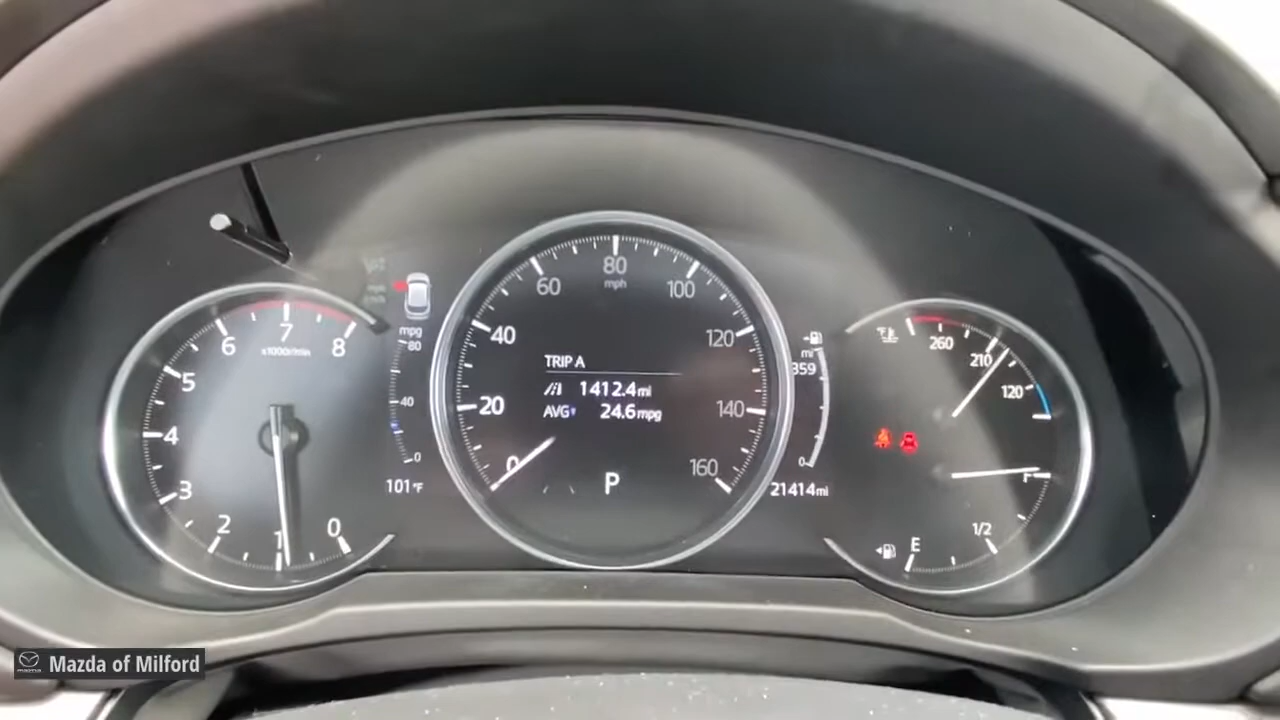 6
7
8
x1000r/min
5
4
3
2
1
0
mpg
80
40
0
101°F
80
mph
60
100
40
120
20
140
0
160
TRIP A
1412.4mi
AVG 24.6mpg
P
mi
359
0
21414mi
260
210
120
F
1/2
E
Mazda of Milford